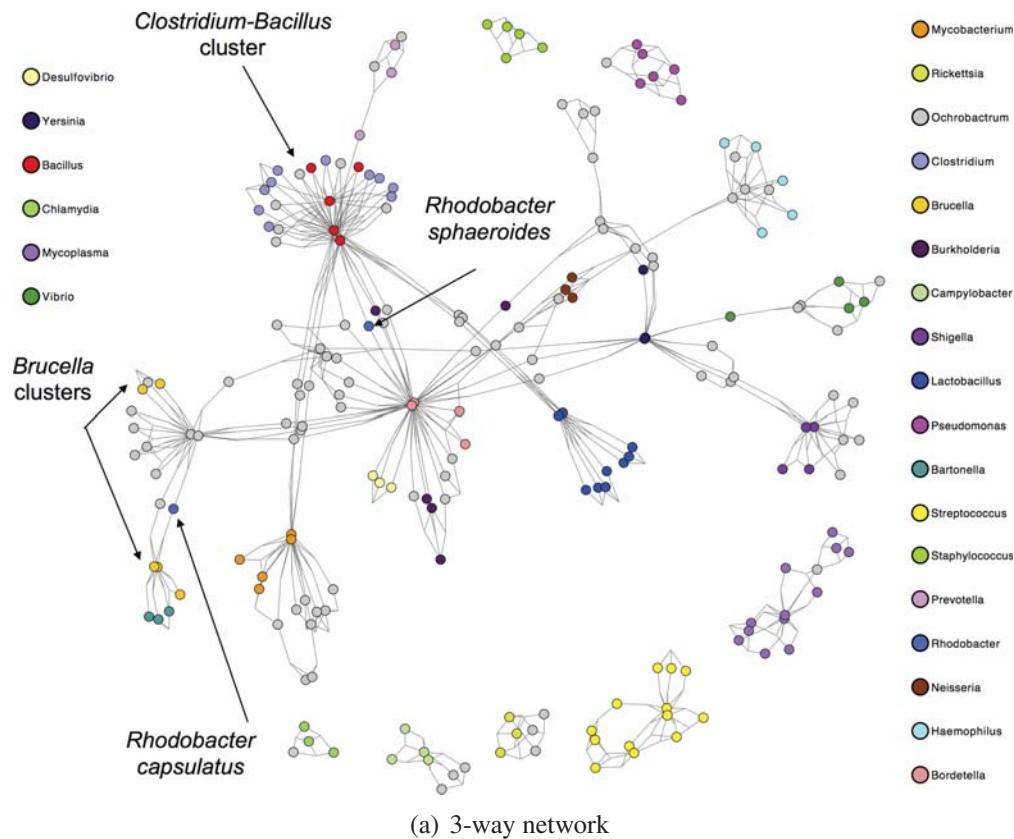 Clostridium-Bacillus
cluster
Desulfovibrio
Yersinia
Bacillus
Chlamydia
Mycoplasma
Vibrio
Rhodobacter
sphaeroides
Brucella
clusters
Rhodobacter
capsulatus
Mycobacterium
Rickettsia
Ochrobactrum
Clostridium
Brucella
Burkholderia
Campylobacter
Shigella
Lactobacillus
Pseudomonas
Bartonella
Streptococcus
Staphylococcus
Prevotella
Rhodobacter
Neisseria
Haemophilus
Bordetella
(a) 3-way network